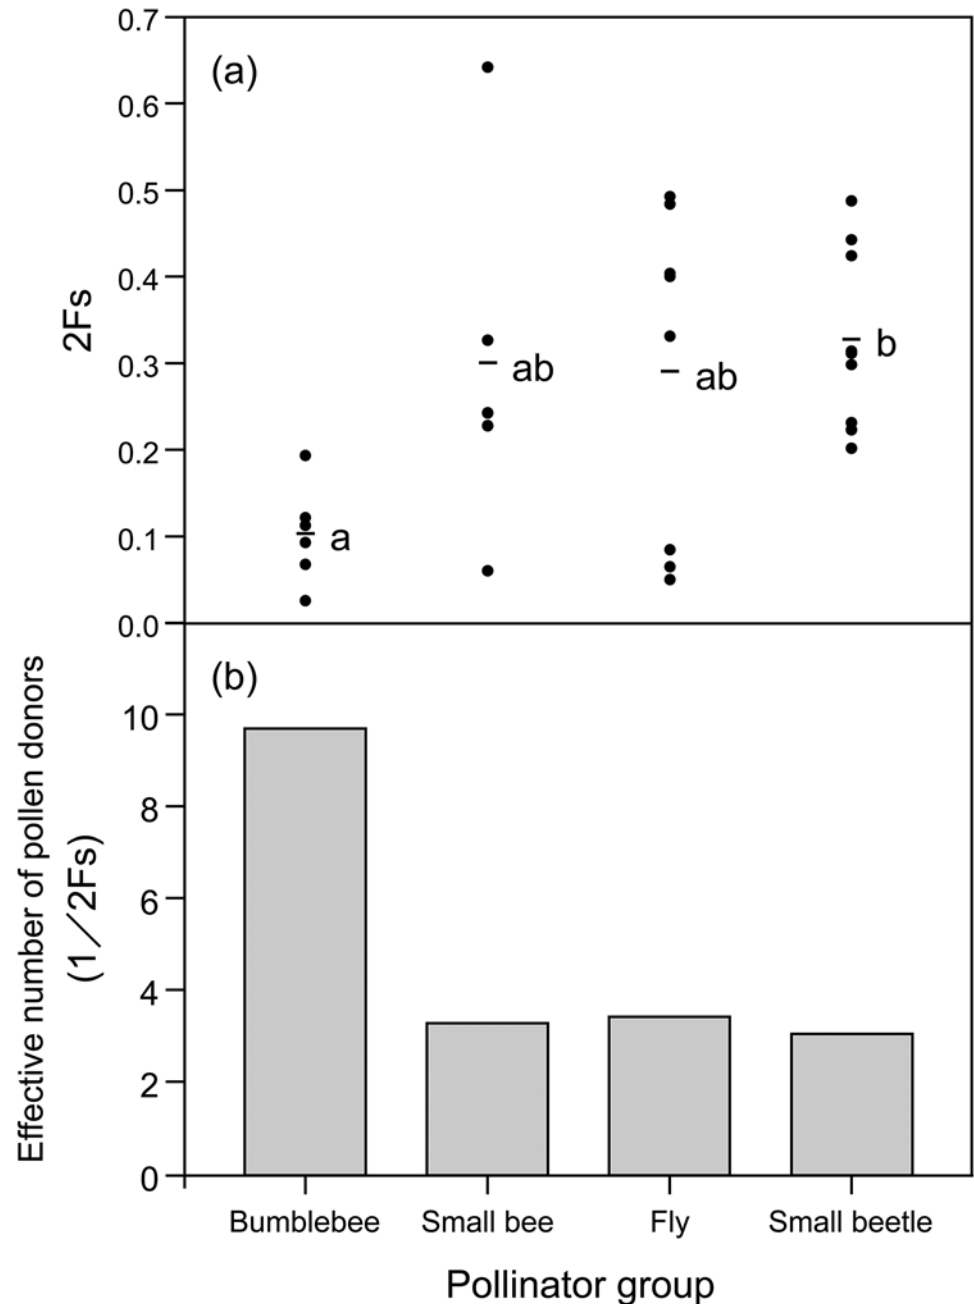 (a)
0.7
0.6
0.5
0.4
0.3
0.2
0.1
0.0
2Fs
a
ab
ab
b
(b)
10
8
6
4
2
0
Effective number of pollen donors
(1/2Fs)
Bumblebee
Small bee
Fly
Small beetle
Pollinator group